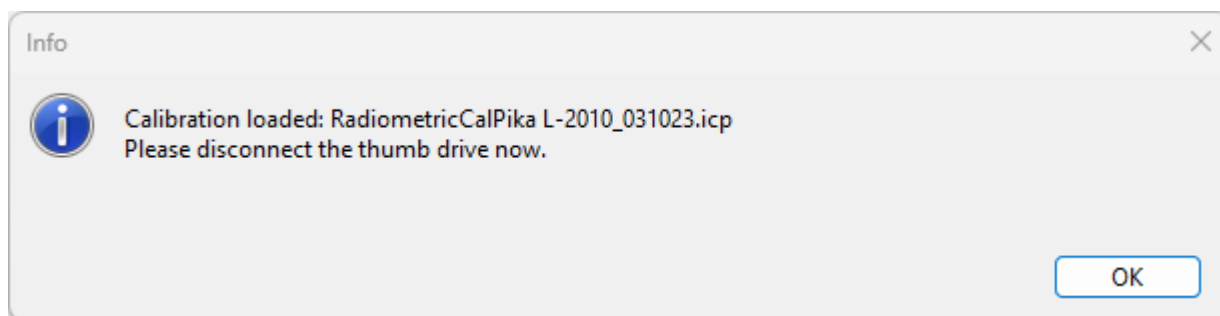 Info
Calibration loaded: RadiometricCalPika L-2010_031023.icp
Please disconnect the thumb drive now.
OK